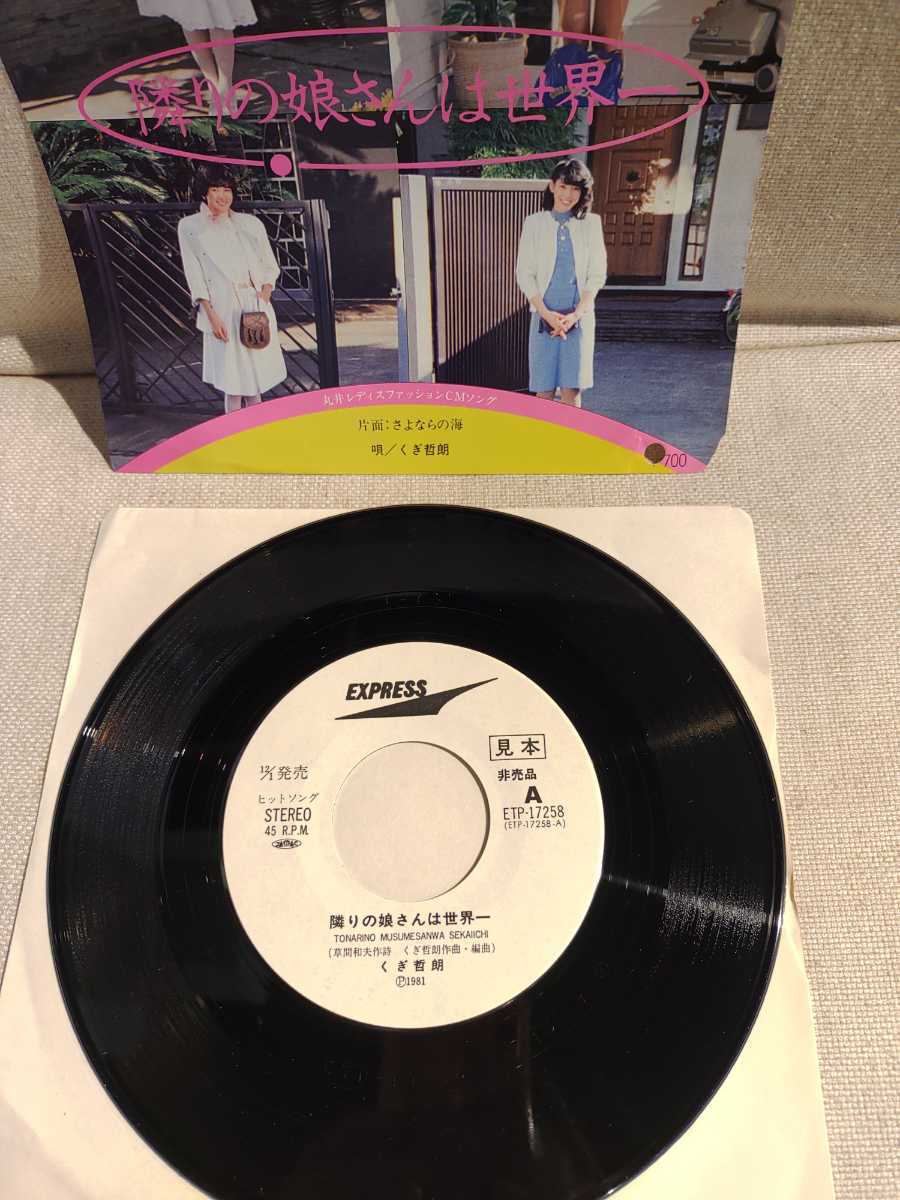 隣りの娘さんは世界一
丸井レディスファッションCMソング
片面:さよならの海
唄/くぎ哲朗
700
EXPRESS
見本
12/1発売
非売品
ヒットソング
A
STEREO
ETP-17258
45 R.P.M.
(ETP-17258-A)
隣りの娘さんは世界一
TONARINO MUSUMESANWA SEKAIICHI
(草間和夫作詩 くぎ哲朗作曲・編曲)
くぎ哲朗
Ⓟ1981